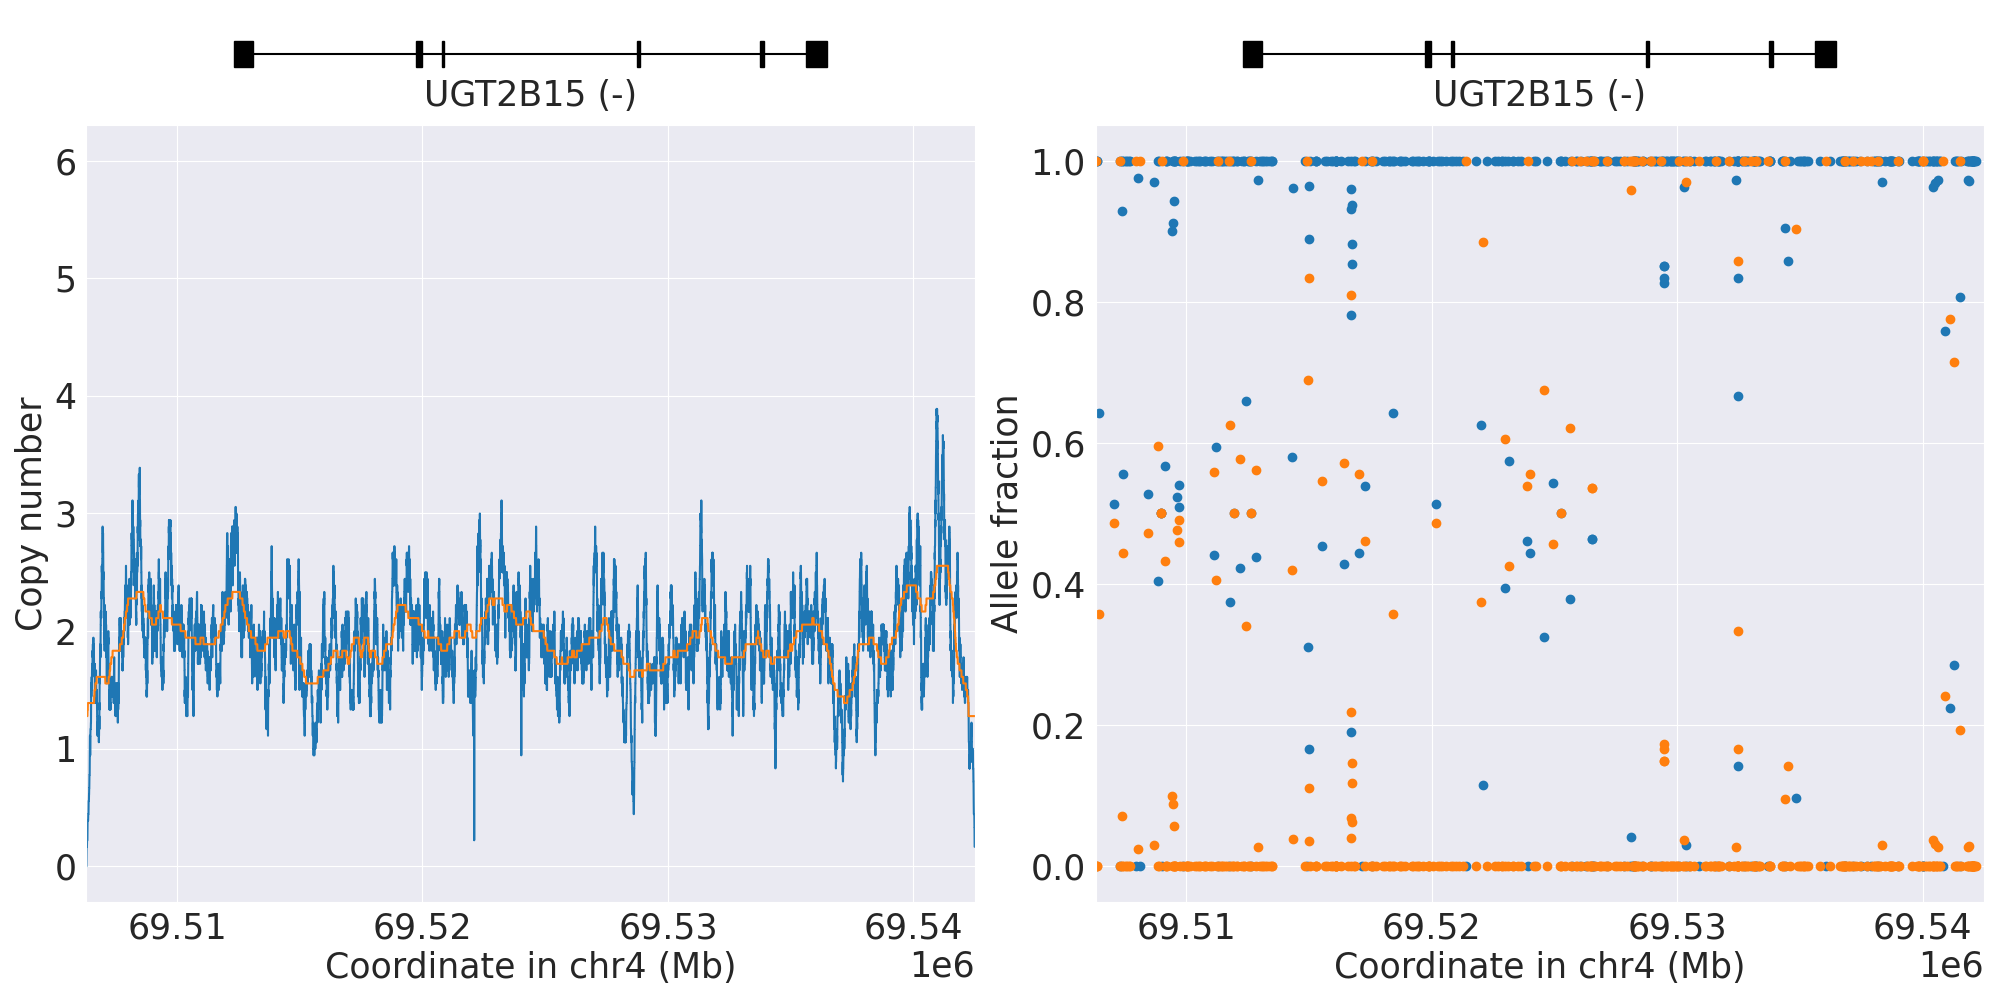 UGT2B15 (-)
6
5
4
3
2
1
0
Copy number
69.51 69.52 69.53 69.54
Coordinate in chr4 (Mb)
1e6
UGT2B15 (-)
1.0
0.8
0.6
0.4
0.2
0.0
Allele fraction
69.51 69.52 69.53 69.54
Coordinate in chr4 (Mb)
1e6